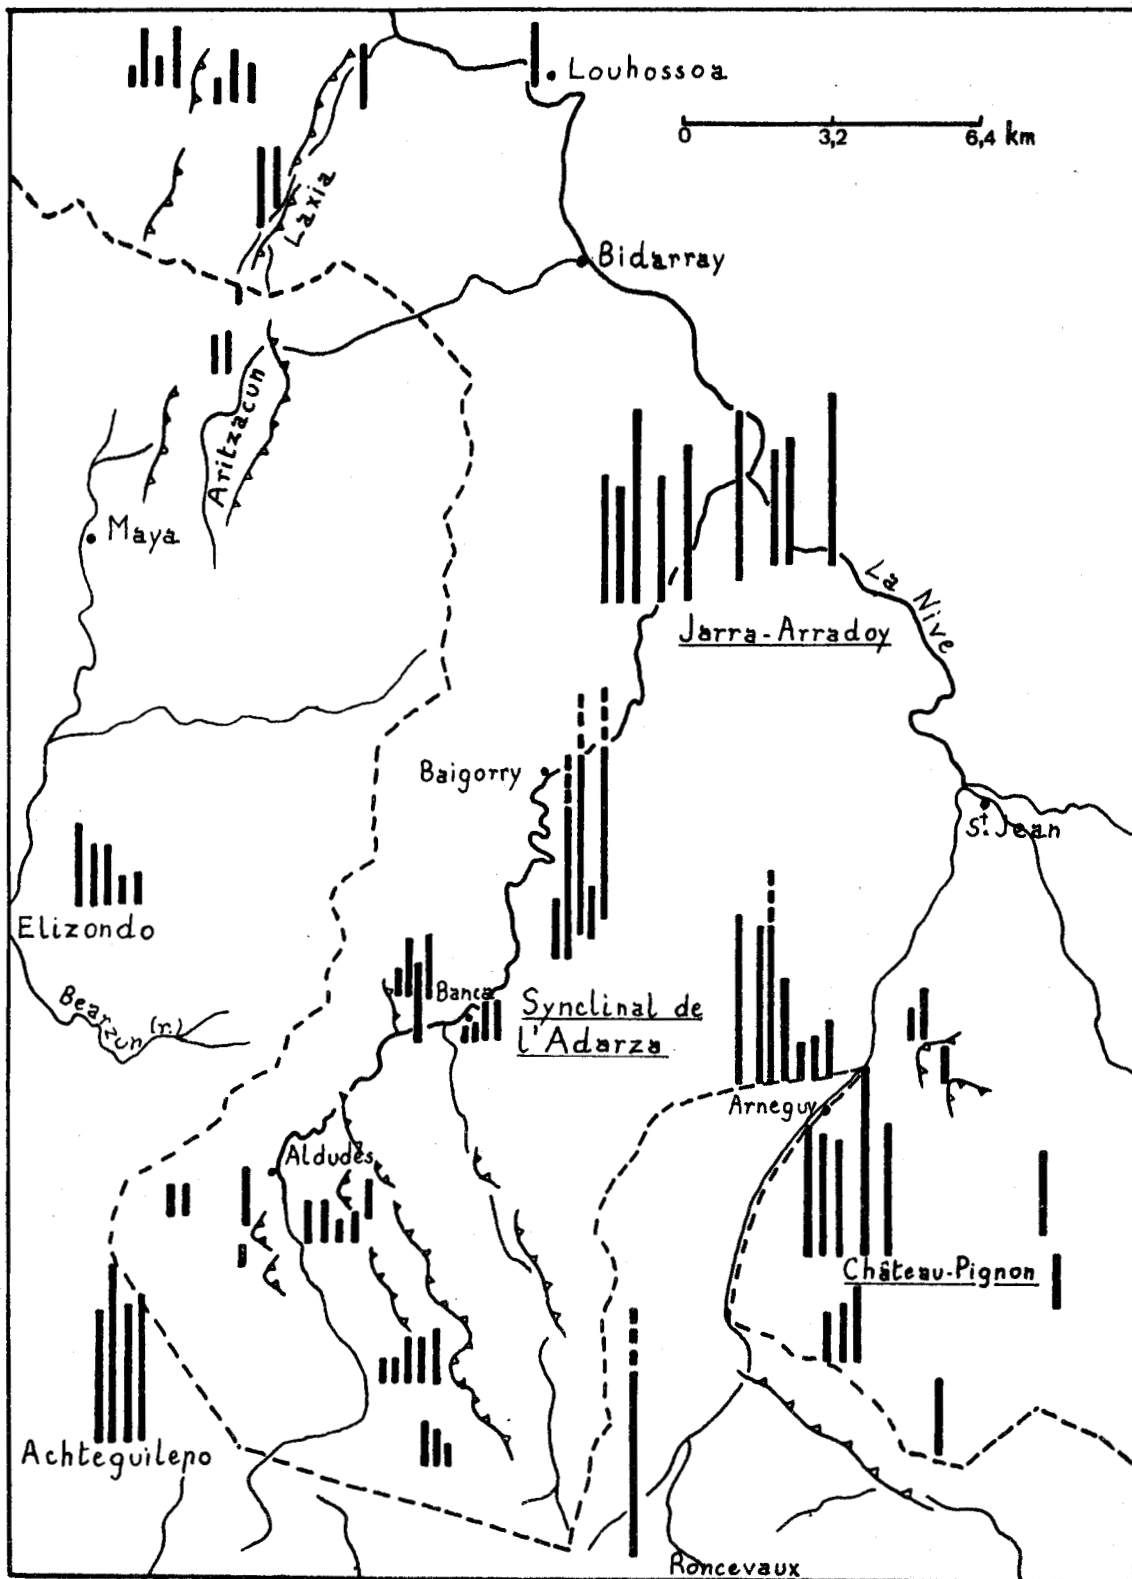 Louhossoa
0 3,2 6,4 km
Laxia
Bidarray
Aritzacun
Maya
La Nive
Jarra-Arradoy
Baigorry
St. Jean
Elizondo
Bearzun (r.)
Banca
Synclinal de
l'Adarza
Arneguy
Aldudes
Château-Pignon
Achteguileno
Roncevaux